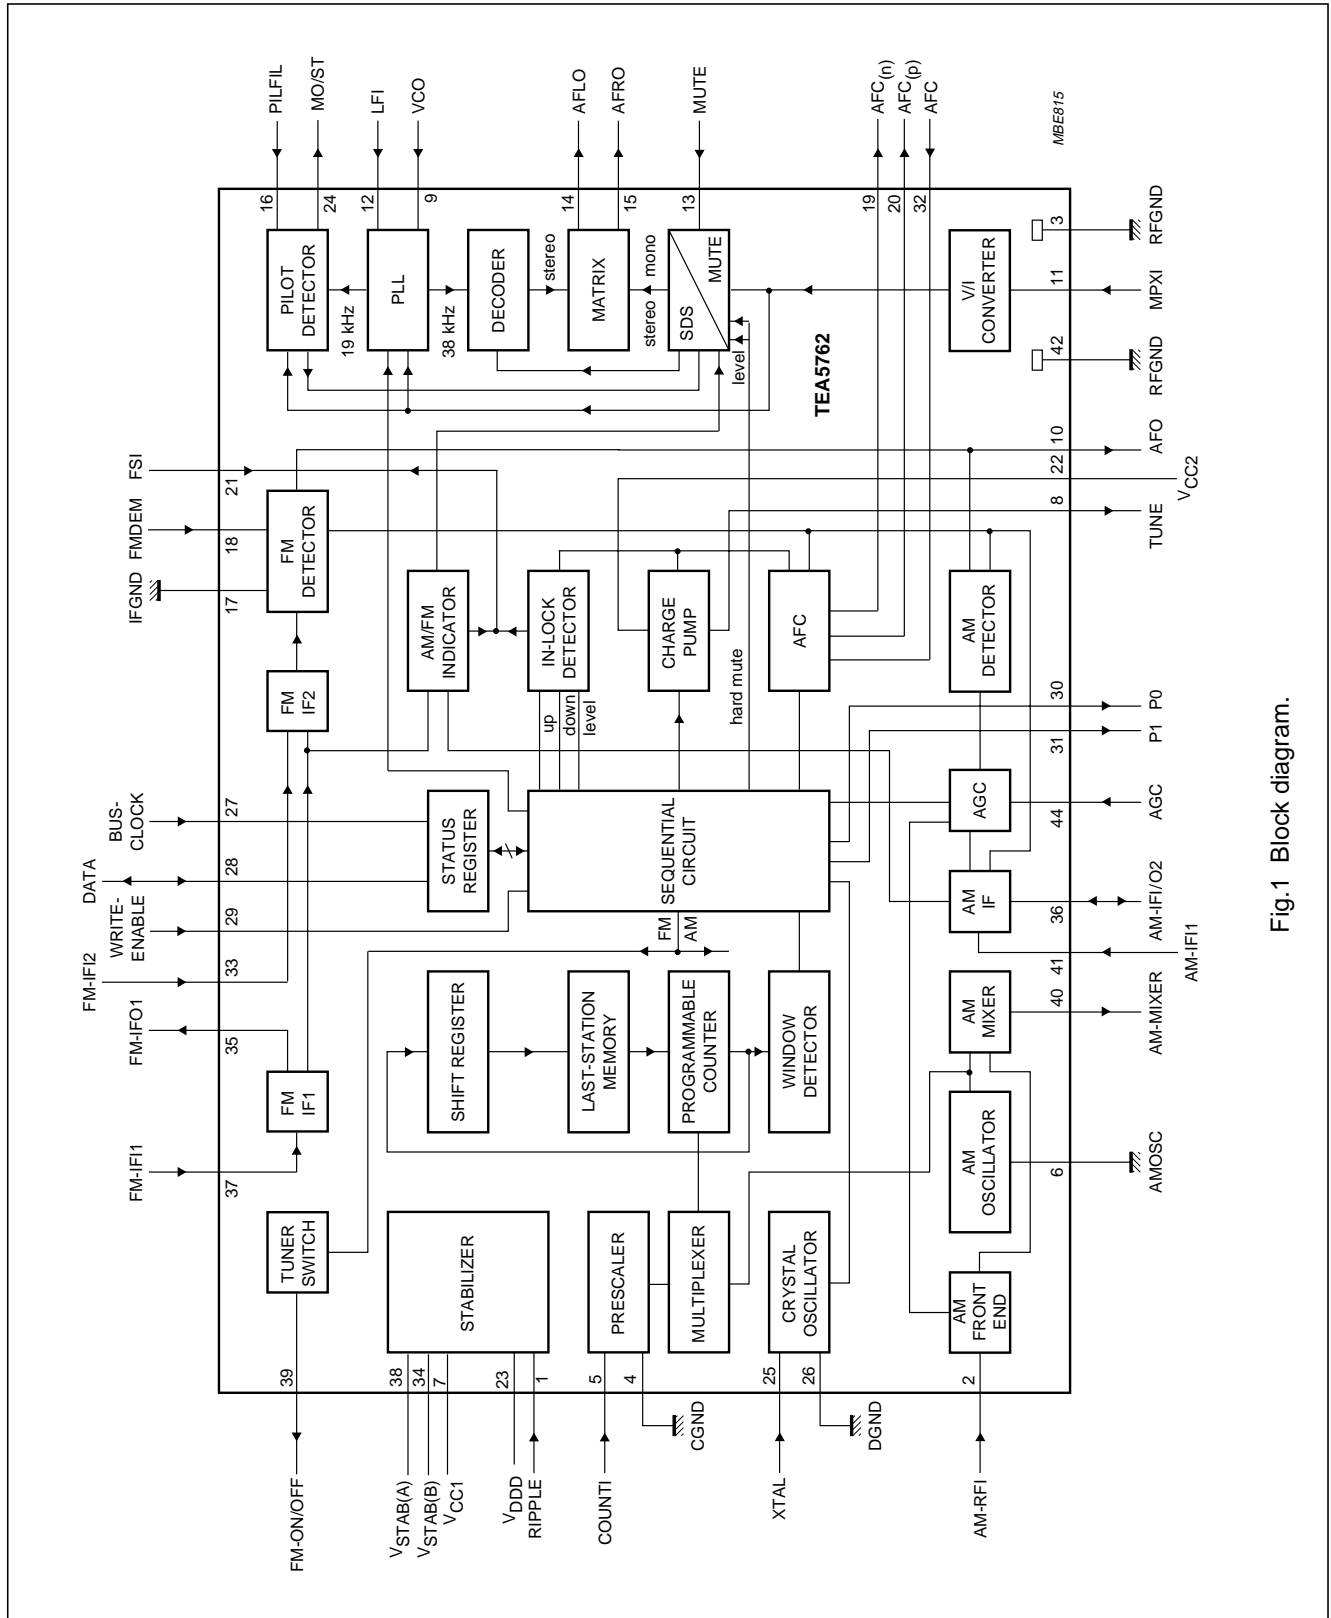 PILFIL
MO/ST
LFI
VCO
AFLO
AFRO
MUTE
AFC(n)
AFC(p)
AFC
MBE815
16
24
12
9
14
15
13
19
20
32
PILOT
DETECTOR
19 kHz
PLL
38 kHz
DECODER
stereo
MATRIX
stereo
mono
SDS
MUTE
level
TEA5762
V/I
CONVERTER
3
RFGND
11
MPXI
42
RFGND
10
AFO
22
VCC2
8
TUNE
FSI
21
FMDEM
18
IFGND
17
FM
DETECTOR
AM/FM
INDICATOR
IN-LOCK
DETECTOR
CHARGE
PUMP
AFC
AM
DETECTOR
FM
IF2
up
down
level
hard mute
30
P0
31
P1
BUS-
CLOCK
27
DATA
28
WRITE-
ENABLE
29
FM-IFI2
33
FM-IFO1
35
FM-IFI1
37
STATUS
REGISTER
SEQUENTIAL
CIRCUIT
FM
AM
AGC
44
AGC
AM
IF
36
AM-IFI/O2
41
AM-IFI1
FM
IF1
SHIFT REGISTER
LAST-STATION
MEMORY
PROGRAMMABLE
COUNTER
WINDOW
DETECTOR
AM
MIXER
40
AM-MIXER
AM
OSCILLATOR
6
AMOSC
TUNER
SWITCH
STABILIZER
PRESCALER
MULTIPLEXER
CRYSTAL
OSCILLATOR
AM
FRONT
END
39
38
34
7
23
1
5
4
25
26
2
FM-ON/OFF
VSTAB(A)
VSTAB(B)
VCC1
VDDD
RIPPLE
COUNTI
CGND
XTAL
DGND
AM-RFI
Fig.1 Block diagram.